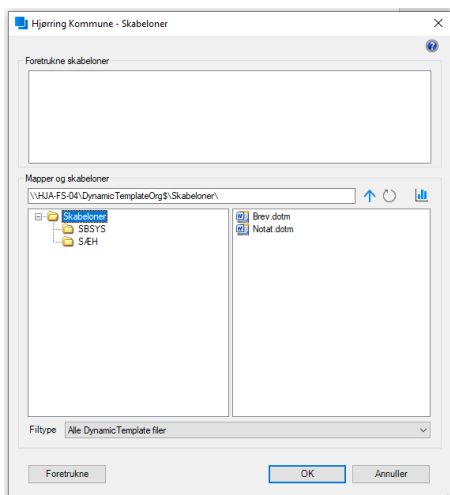 Hjørring Kommune - Skabeloner
Foretrukne skabeloner
Mapper og skabeloner
\\HJA-FS-04\DynamicTemplateOrg$\Skabeloner\
Skabeloner
SBSYS
SÆH
Brev.dotm
Notat.dotm
Filtype Alle DynamicTemplate filer
Foretrukne OK Annuller